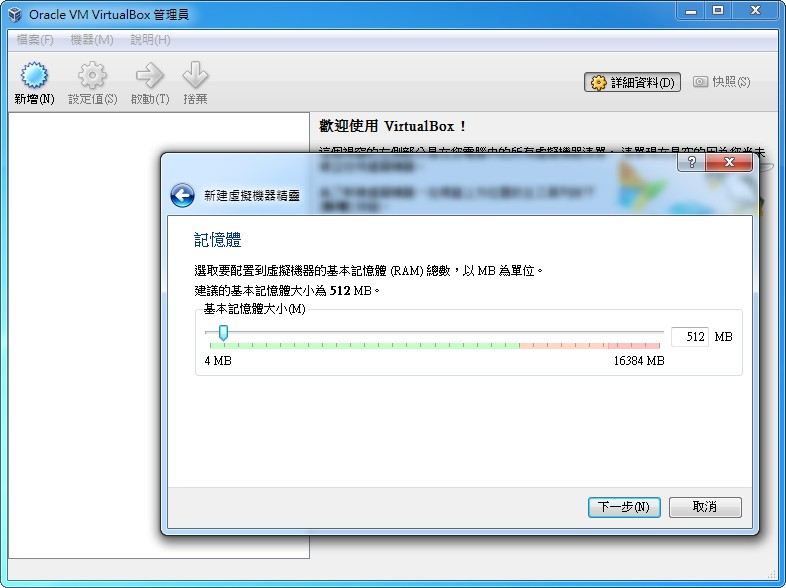 Oracle VM VirtualBox 管理員
檔案(F) 機器(M) 說明(H)
新增(N) 設定值(S) 啟動(T) 捨棄
詳細資料(D) 快照(S)
歡迎使用 VirtualBox！
新建虛擬機器精靈
記憶體
選取要配置到虛擬機器的基本記憶體 (RAM) 總數，以 MB 為單位。
建議的基本記憶體大小為 512 MB。
基本記憶體大小(M)
512 MB
4 MB 16384 MB
下一步(N) 取消